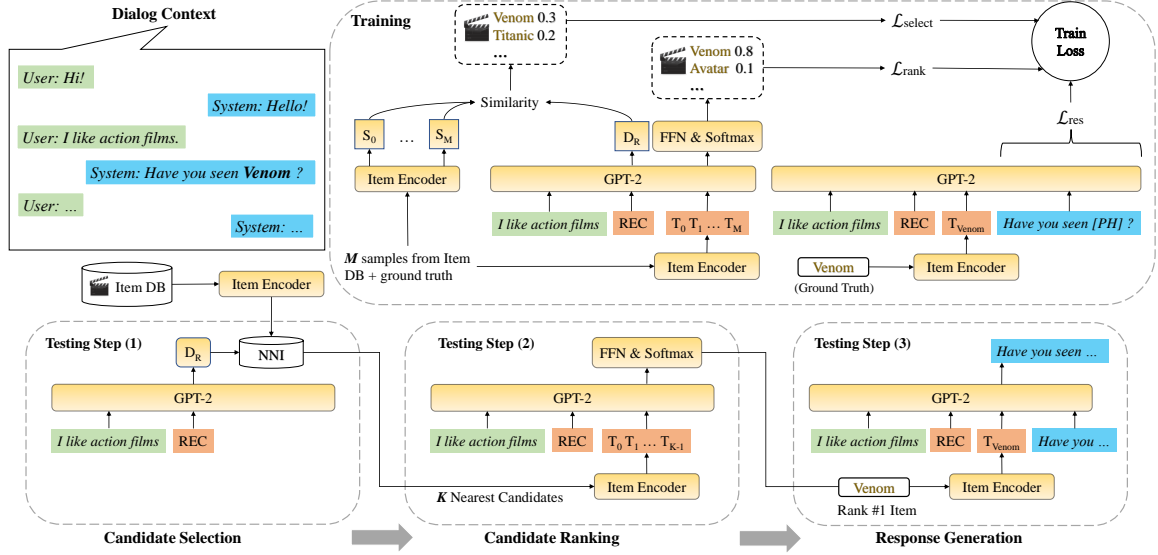 Dialog Context
User: Hi!
System: Hello!
User: I like action films.
System: Have you seen Venom ?
User: ...
System: ...
Training
Venom 0.3
Titanic 0.2
...
Venom 0.8
Avatar 0.1
...
ℒselect
ℒrank
Train
Loss
ℒres
Similarity
S0 ... SM
DR
FFN & Softmax
Item Encoder
GPT-2
GPT-2
I like action films
REC
T0 T1 ... TM
I like action films
REC
TVenom
Have you seen [PH] ?
M samples from Item
DB + ground truth
Item Encoder
Venom
(Ground Truth)
Item Encoder
Item DB
Item Encoder
Testing Step (1)
DR
NNI
GPT-2
I like action films
REC
Candidate Selection
Testing Step (2)
FFN & Softmax
GPT-2
I like action films
REC
T0 T1 ... TK-1
K Nearest Candidates
Item Encoder
Candidate Ranking
Testing Step (3)
Have you seen ...
GPT-2
I like action films
REC
TVenom
Have you ...
Venom
Rank #1 Item
Item Encoder
Response Generation